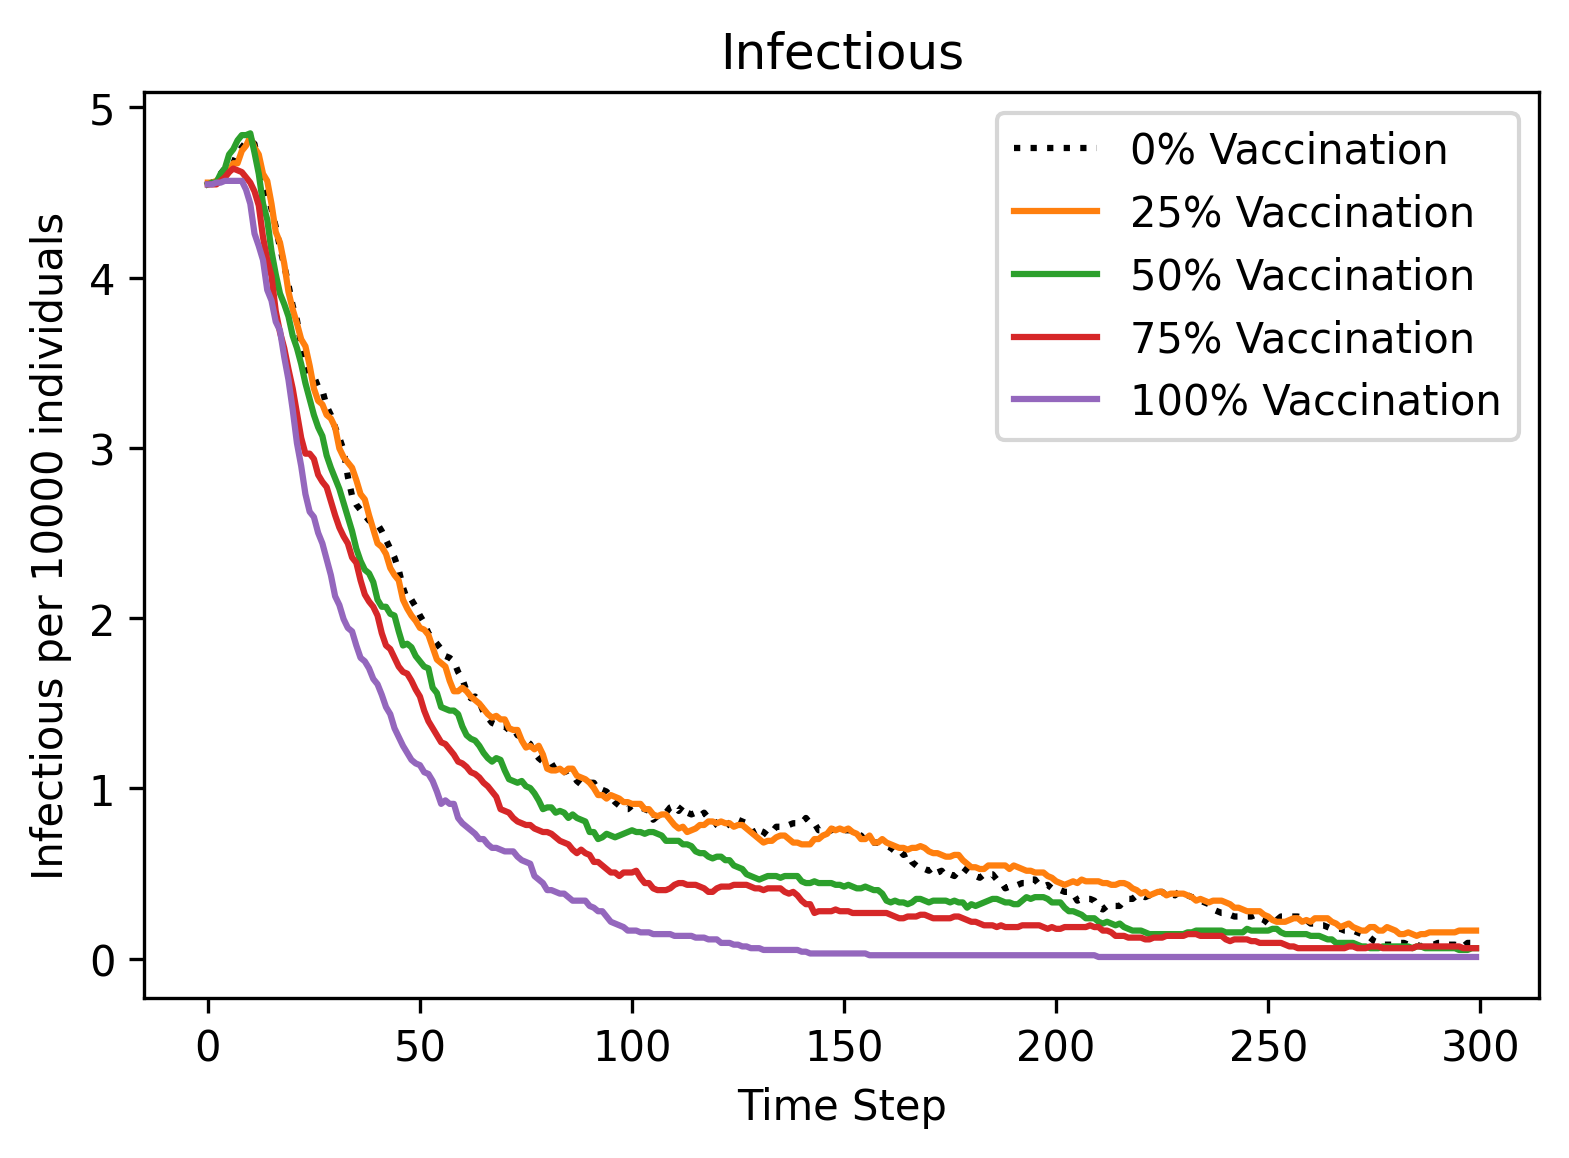 Infectious
Infectious per 10000 individuals
5
4
3
2
1
0
0% Vaccination
25% Vaccination
50% Vaccination
75% Vaccination
100% Vaccination
0 50 100 150 200 250 300
Time Step